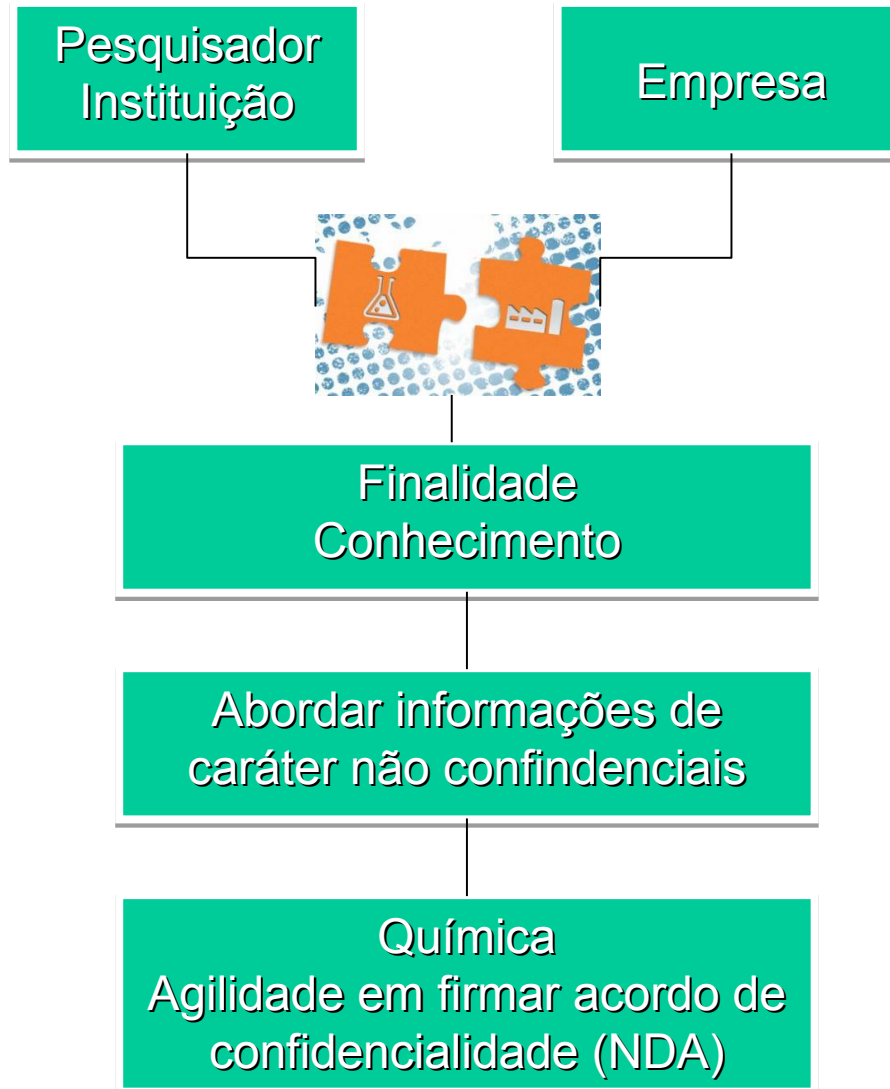 Pesquisador
Instituição
Empresa
Finalidade
Conhecimento
Abordar informações de
caráter não confindenciais
Química
Agilidade em firmar acordo de
confidencialidade (NDA)